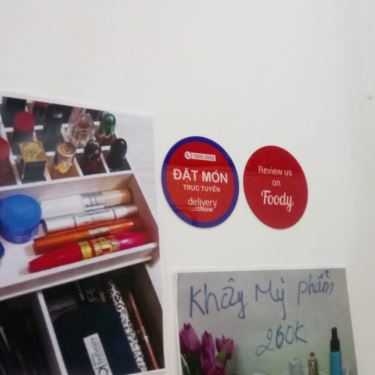 ĐẶT MÓN
TRỰC TUYẾN
delivery
Review us
on
Foody
Khây Mỹ phẩm
260K